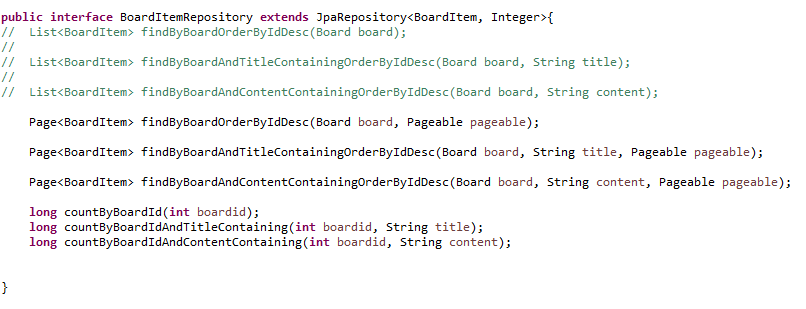 public interface BoardItemRepository extends JpaRepository<BoardItem, Integer>{
//  List<BoardItem> findByBoardOrderByIdDesc(Board board);
//
//  List<BoardItem> findByBoardAndTitleContainingOrderByIdDesc(Board board, String title);
//
//  List<BoardItem> findByBoardAndContentContainingOrderByIdDesc(Board board, String content);
    Page<BoardItem> findByBoardOrderByIdDesc(Board board, Pageable pageable);
    Page<BoardItem> findByBoardAndTitleContainingOrderByIdDesc(Board board, String title, Pageable pageable);
    Page<BoardItem> findByBoardAndContentContainingOrderByIdDesc(Board board, String content, Pageable pageable);
    long countByBoardId(int boardid);
    long countByBoardIdAndTitleContaining(int boardid, String title);
    long countByBoardIdAndContentContaining(int boardid, String content);
}